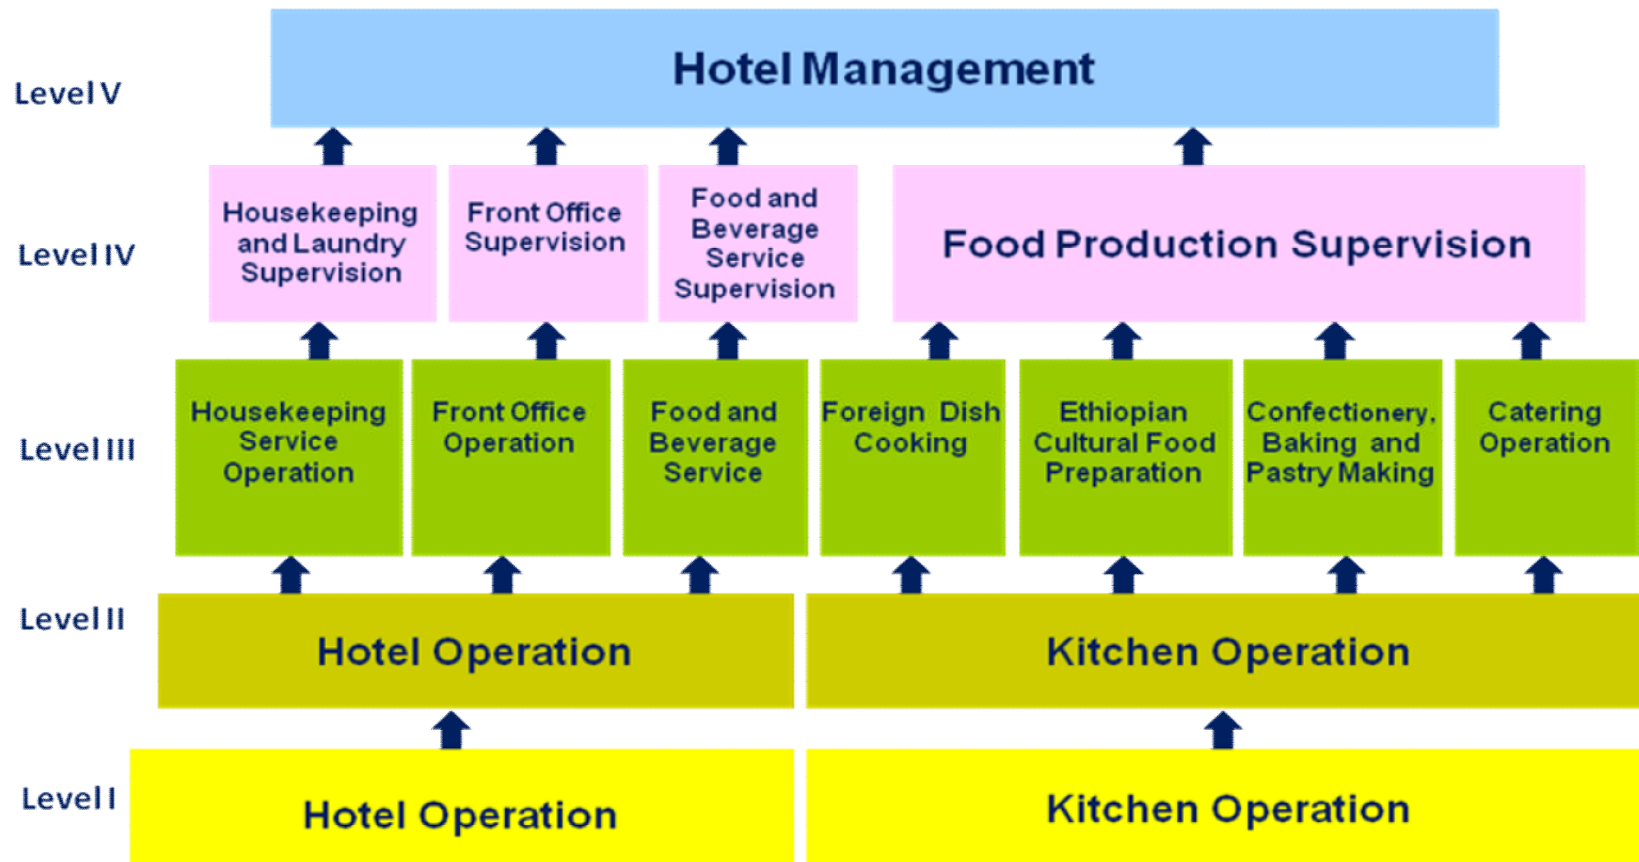 Hotel Management
Level V
Housekeeping
and Laundry
Supervision
Front Office
Supervision
Food and
Beverage
Service
Supervision
Food Production Supervision
Level IV
Housekeeping
Service
Operation
Front Office
Operation
Food and
Beverage
Service
Foreign Dish
Cooking
Ethiopian
Cultural Food
Preparation
Confectionery,
Baking and
Pastry Making
Catering
Operation
Level III
Level II
Hotel Operation
Kitchen Operation
Level I
Hotel Operation
Kitchen Operation